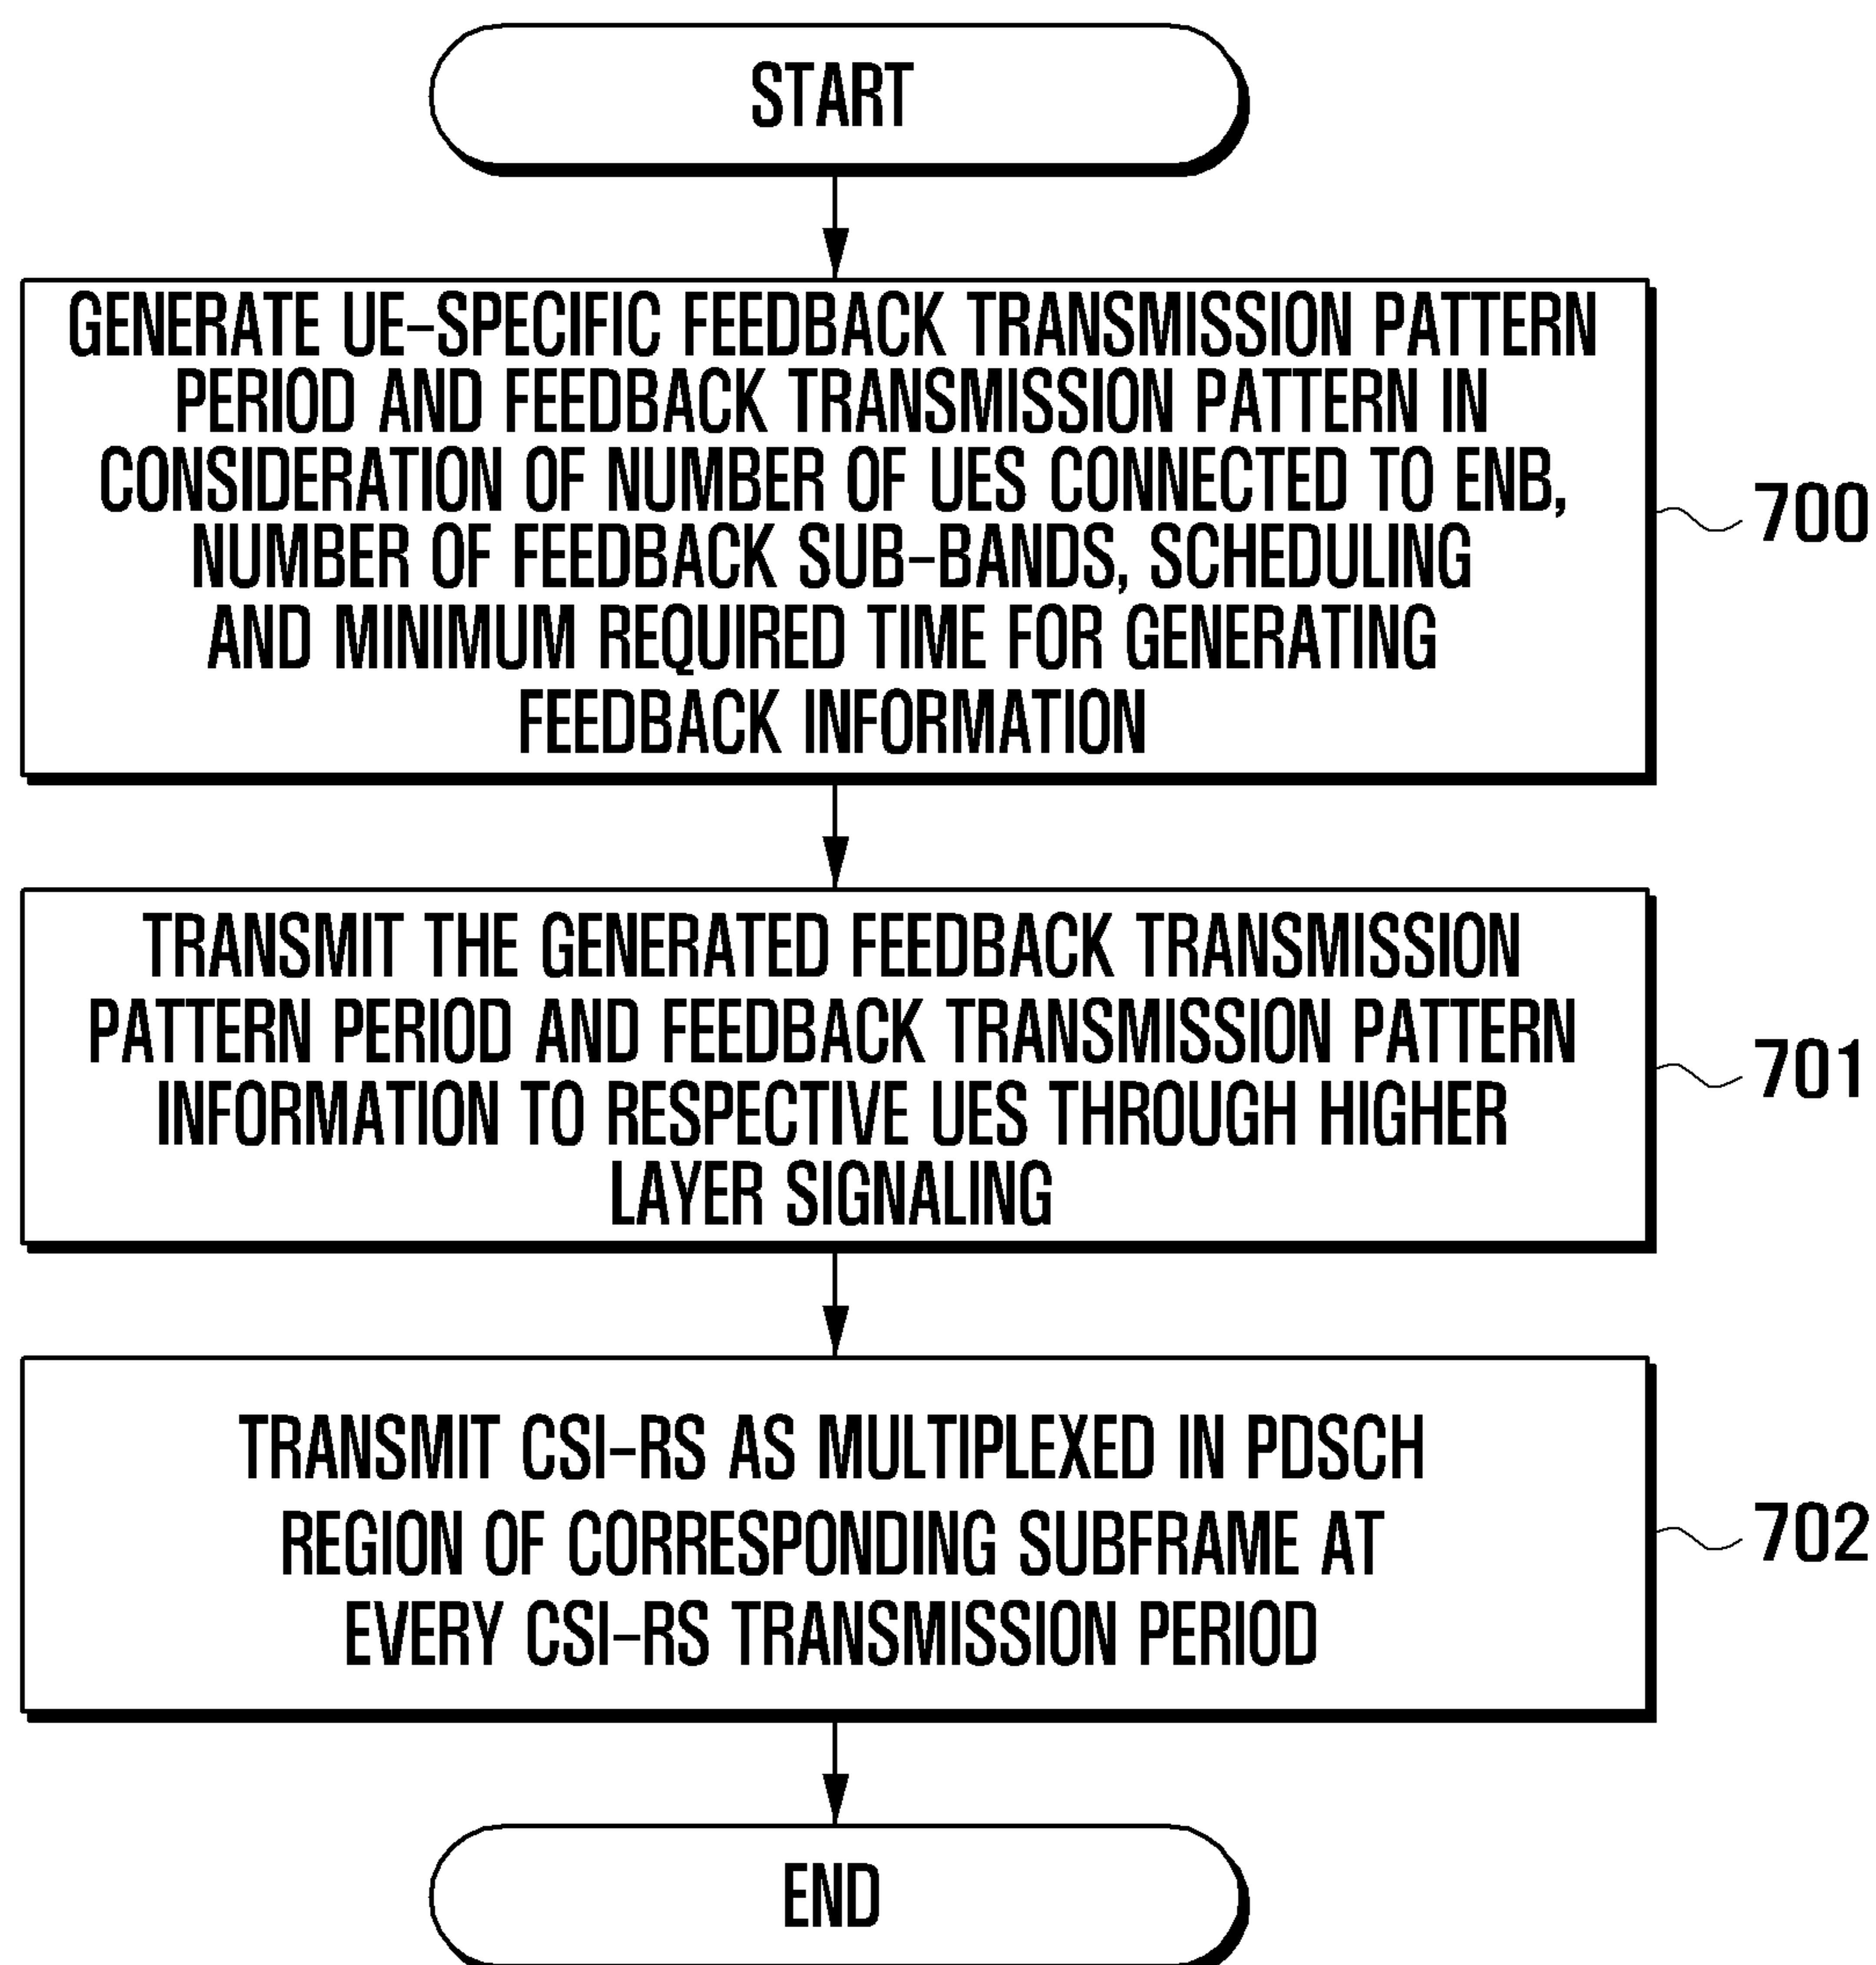 START
GENERATE UE-SPECIFIC FEEDBACK TRANSMISSION PATTERN
PERIOD AND FEEDBACK TRANSMISSION PATTERN IN
CONSIDERATION OF NUMBER OF UES CONNECTED TO ENB,
NUMBER OF FEEDBACK SUB-BANDS, SCHEDULING
AND MINIMUM REQUIRED TIME FOR GENERATING
FEEDBACK INFORMATION
700
TRANSMIT THE GENERATED FEEDBACK TRANSMISSION
PATTERN PERIOD AND FEEDBACK TRANSMISSION PATTERN
INFORMATION TO RESPECTIVE UES THROUGH HIGHER
LAYER SIGNALING
701
TRANSMIT CSI-RS AS MULTIPLEXED IN PDSCH
REGION OF CORRESPONDING SUBFRAME AT
EVERY CSI-RS TRANSMISSION PERIOD
702
END